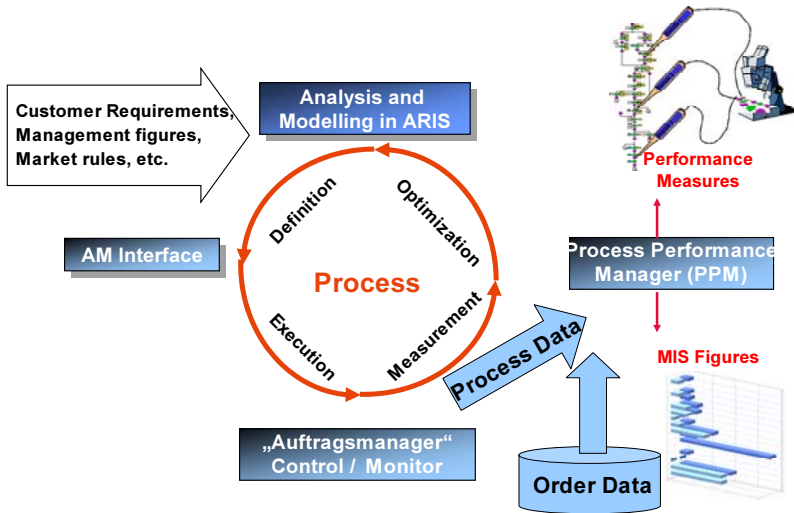 Customer Requirements,
Management figures,
Market rules, etc.
Analysis and
Modelling in ARIS
Performance
Measures
Definition
Optimization
AM Interface
Process
Process Performance
Manager (PPM)
Execution
Measurement
Process Data
MIS Figures
„Auftragsmanager“
Control / Monitor
Order Data